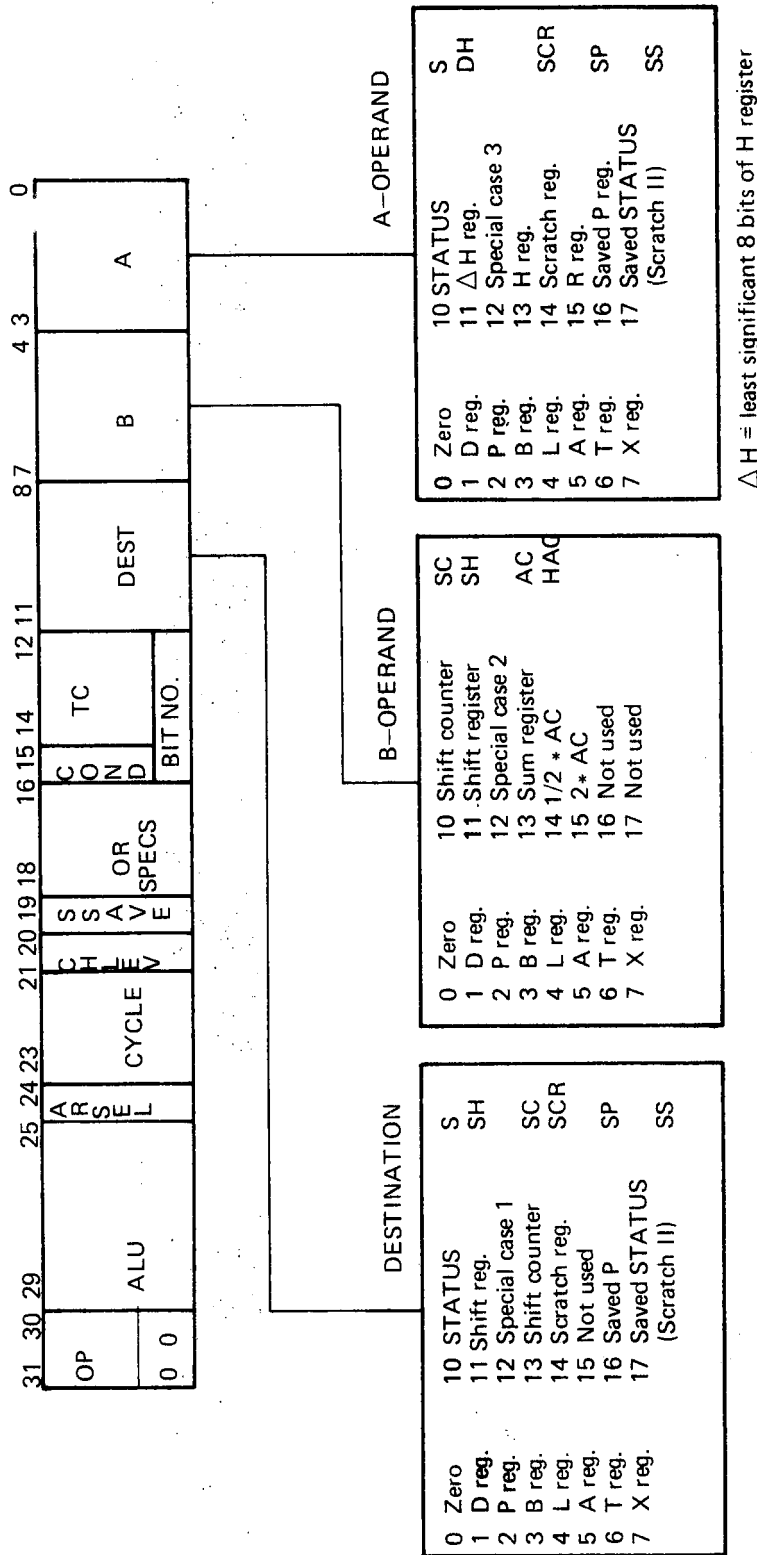 31 30 29 25 24 23 21 20 19 18 16 15 14 12 11 8 7 4 3 0
OP
0 0
ALU
ARSEL
CYCLE
CHLEV
SSAVE
OR
SPECS
COND
TC
BIT NO.
DEST
B
A
DESTINATION
0 Zero 10 STATUS S
1 D reg. 11 Shift reg. SH
2 P reg. 12 Special case 1
3 B reg. 13 Shift counter SC
4 L reg. 14 Scratch reg. SCR
5 A reg. 15 Not used
6 T reg. 16 Saved P SP
7 X reg. 17 Saved STATUS
(Scratch II) SS
B-OPERAND
0 Zero 10 Shift counter SC
1 D reg. 11 Shift register SH
2 P reg. 12 Special case 2
3 B reg. 13 Sum register AC
4 L reg. 14 1/2 * AC HAC
5 A reg. 15 2* AC
6 T reg. 16 Not used
7 X reg. 17 Not used
A-OPERAND
0 Zero 10 STATUS S
1 D reg. 11 △H reg. DH
2 P reg. 12 Special case 3
3 B reg. 13 H reg.
4 L reg. 14 Scratch reg. SCR
5 A reg. 15 R reg.
6 T reg. 16 Saved P reg. SP
7 X reg. 17 Saved STATUS
(Scratch II) SS
△H = least significant 8 bits of H register